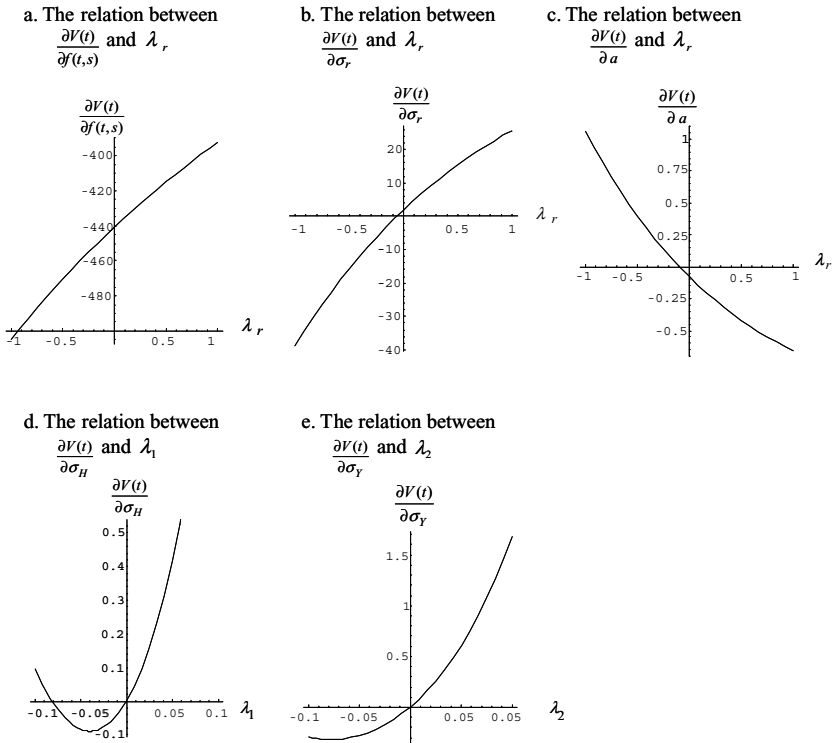 a. The relation between
∂V(t)/∂f(t,s) and λr
b. The relation between
∂V(t)/∂σr and λr
c. The relation between
∂V(t)/∂a and λr
∂V(t)/∂f(t,s)
-400
-420
-440
-460
-480
-1 -0.5 0.5 1 λr
∂V(t)/∂σr
20
10
-1 -0.5 0.5 1 λr
-10
-20
-30
-40
∂V(t)/∂a
1
0.75
0.5
0.25
-1 -0.5 0.5 1 λr
-0.25
-0.5
d. The relation between
∂V(t)/∂σH and λ1
e. The relation between
∂V(t)/∂σY and λ2
∂V(t)/∂σH
0.5
0.4
0.3
0.2
0.1
-0.1 -0.05 0.05 0.1 λ1
-0.1
∂V(t)/∂σY
1.5
1
0.5
-0.1 -0.05 0.05 0.05 λ2